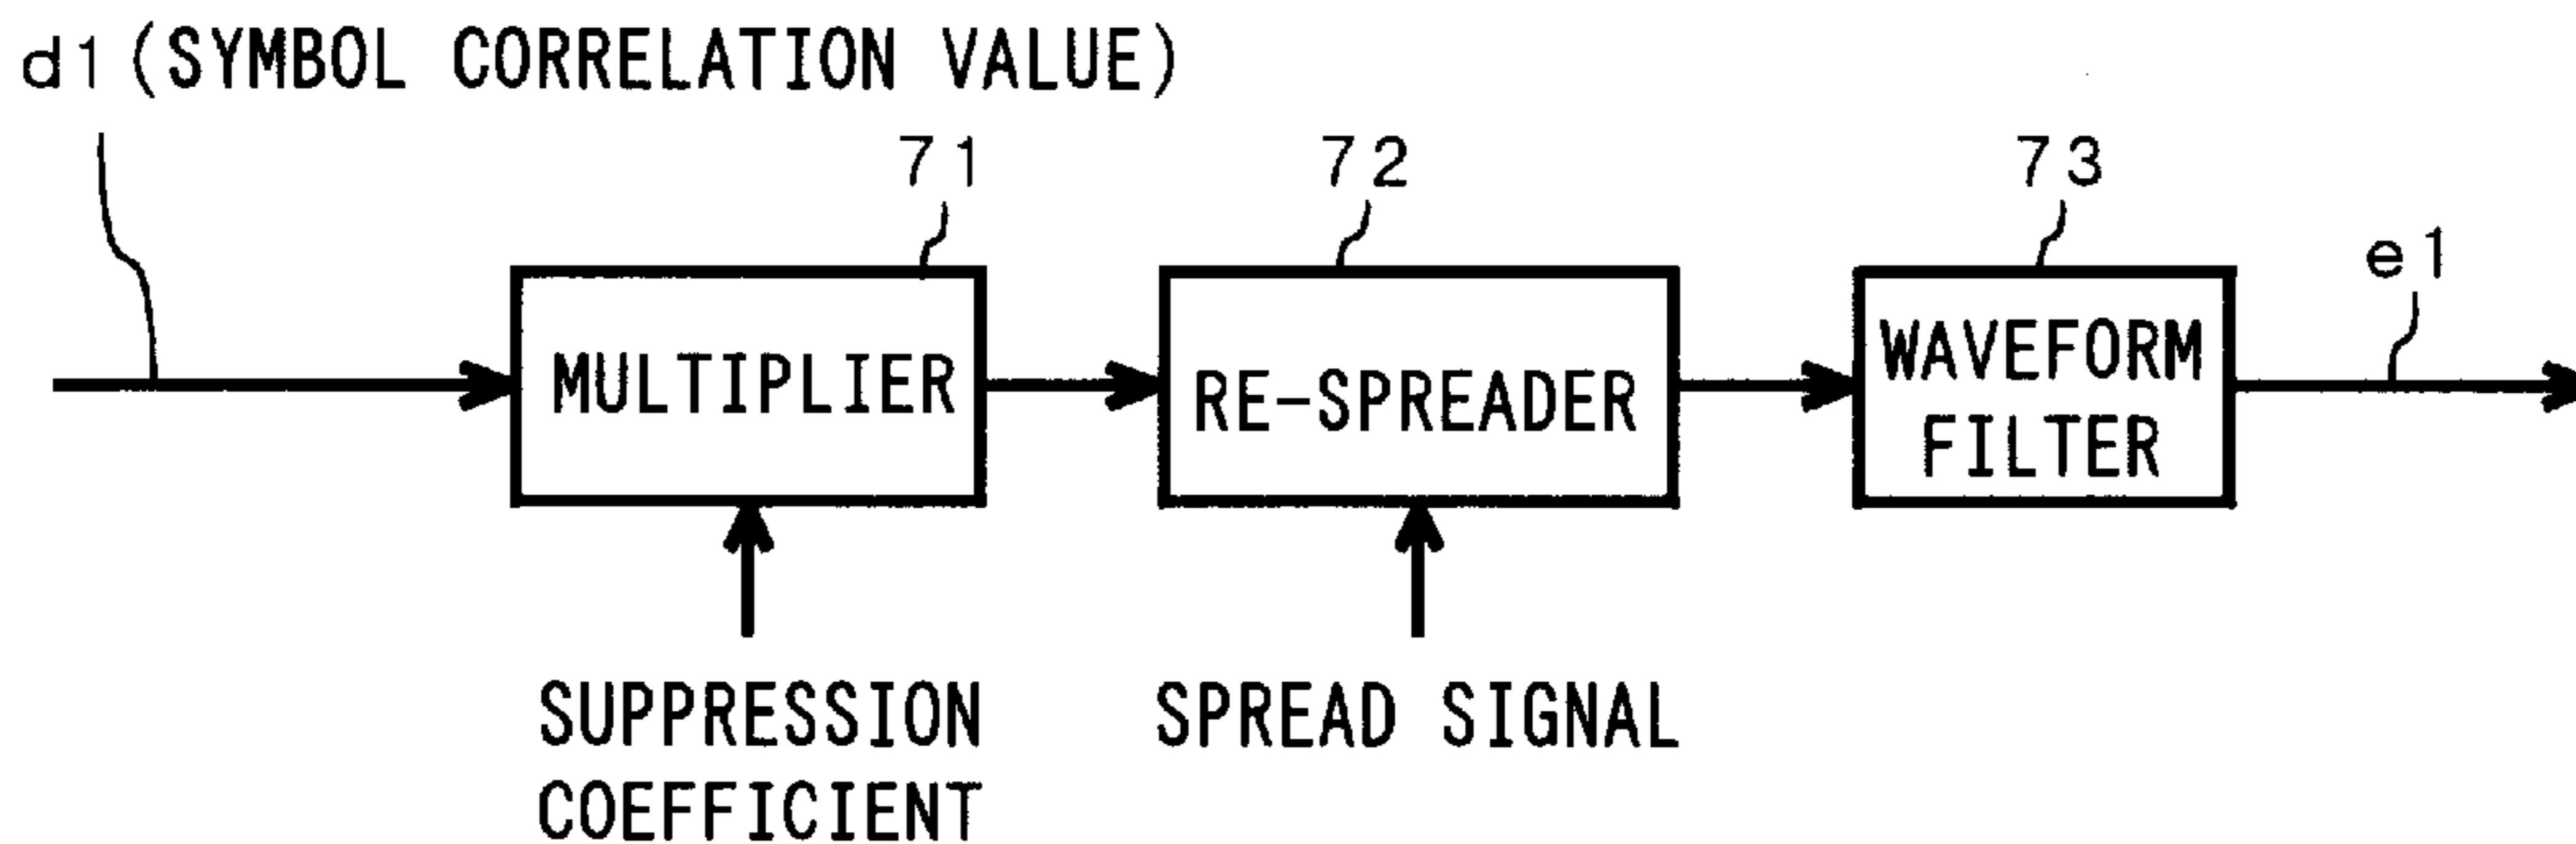 d1 (SYMBOL CORRELATION VALUE)
71
72
73
e1
MULTIPLIER
RE-SPREADER
WAVEFORM
FILTER
SUPPRESSION
COEFFICIENT
SPREAD SIGNAL